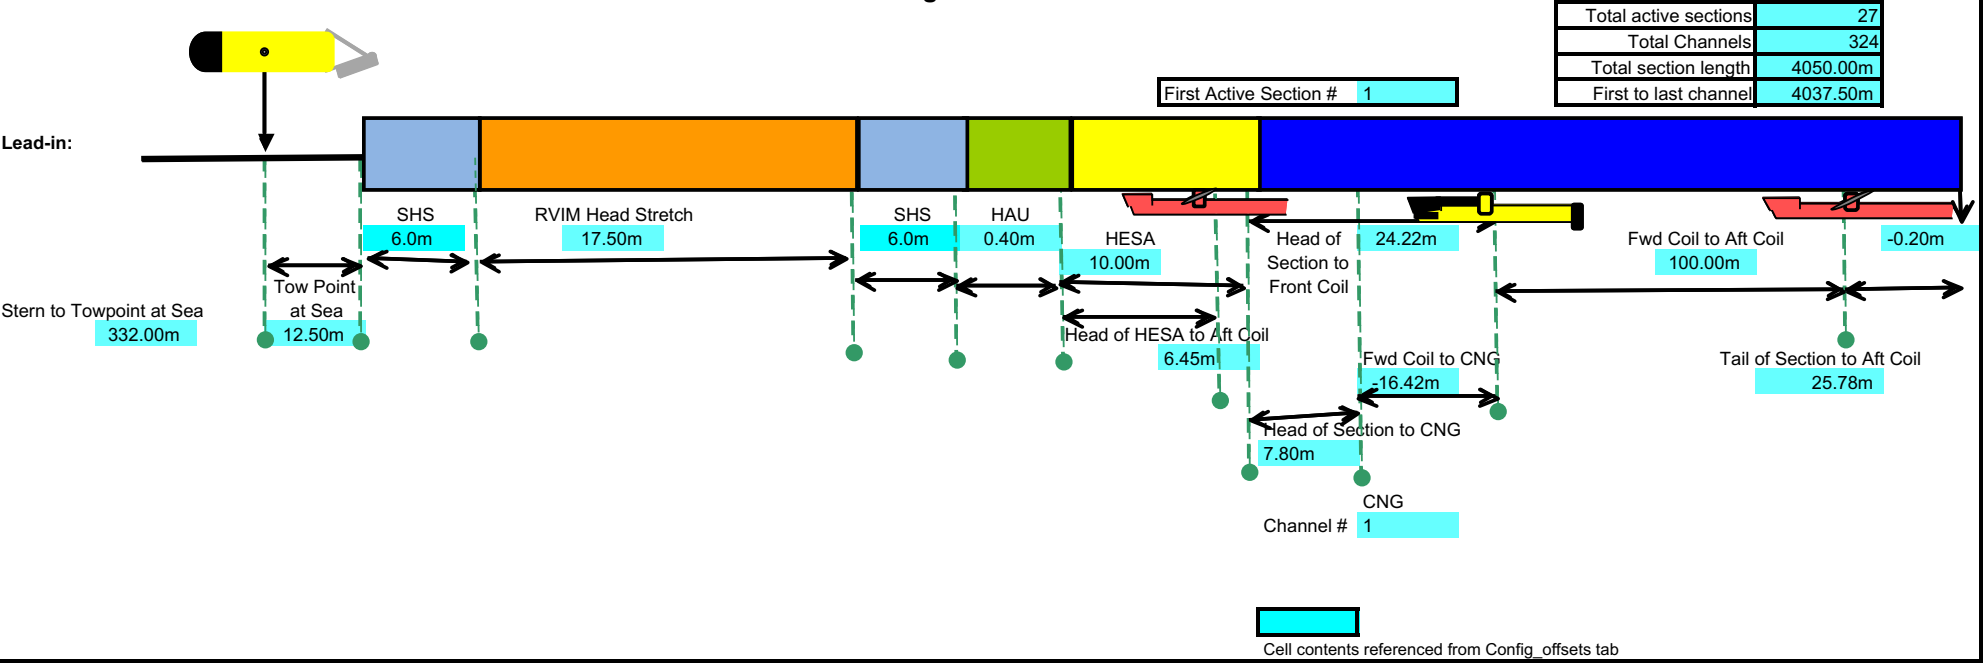 Total active sections 27
Total Channels 324
Total section length 4050.00m
First to last channel 4037.50m
First Active Section # 1
Lead-in:
SHS
6.0m
RVIM Head Stretch
17.50m
SHS
6.0m
HAU
0.40m
HESA
10.00m
Head of
Section to
Front Coil
24.22m
Fwd Coil to Aft Coil
100.00m
-0.20m
Stern to Towpoint at Sea
332.00m
Tow Point
at Sea
12.50m
Head of HESA to Aft Coil
6.45m
Fwd Coil to CNG
-16.42m
Tail of Section to Aft Coil
25.78m
Head of Section to CNG
7.80m
CNG
Channel # 1
Cell contents referenced from Config_offsets tab